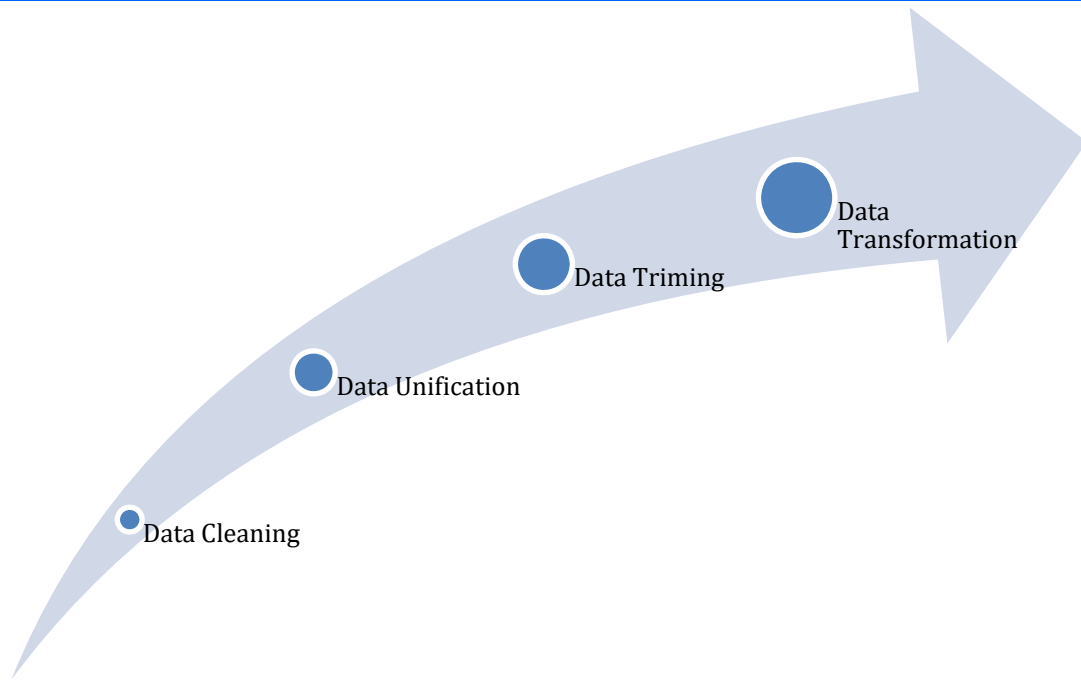 Data
Transformation
Data Triming
Data Unification
Data Cleaning